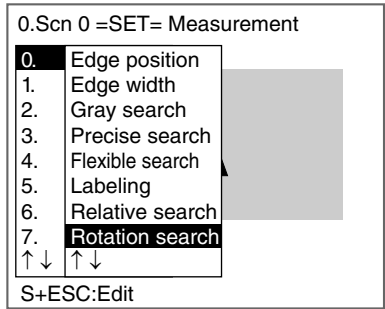 0.Scn 0 =SET= Measurement
0. Edge position
1. Edge width
2. Gray search
3. Precise search
4. Flexible search
5. Labeling
6. Relative search
7. Rotation search
↑↓ ↑↓
S+ESC:Edit